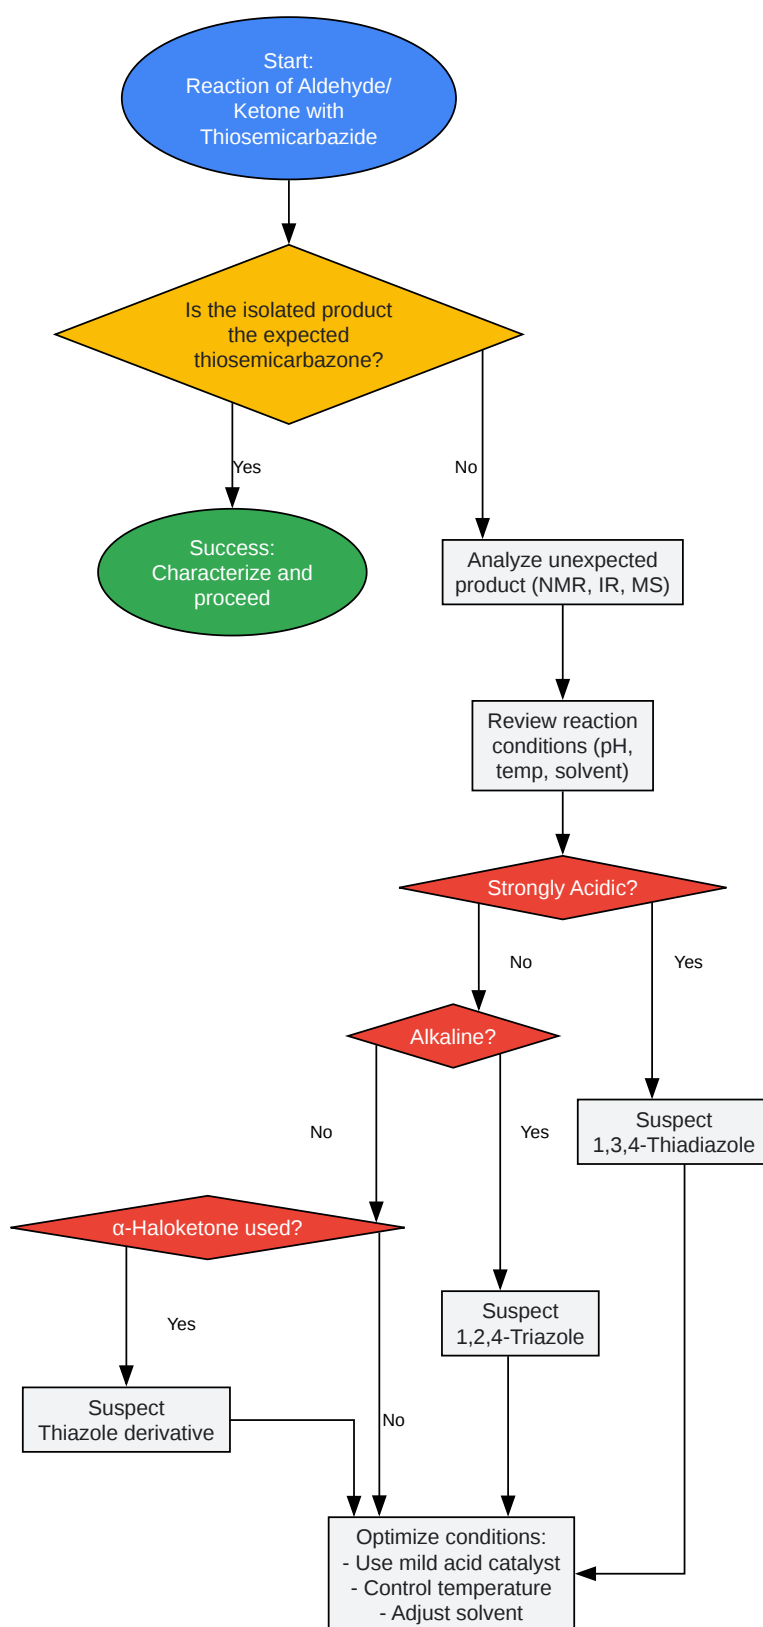 Start:
Reaction of Aldehyde/
Ketone with
Thiosemicarbazide
Is the isolated product
the expected
thiosemicarbazone?
Yes
No
Success:
Characterize and
proceed
Analyze unexpected
product (NMR, IR, MS)
Review reaction
conditions (pH,
temp, solvent)
Strongly Acidic?
No
Yes
Alkaline?
No
Yes
Suspect
1,3,4-Thiadiazole
α-Haloketone used?
Yes
No
Suspect
1,2,4-Triazole
Suspect
Thiazole derivative
Optimize conditions:
- Use mild acid catalyst
- Control temperature
- Adjust solvent